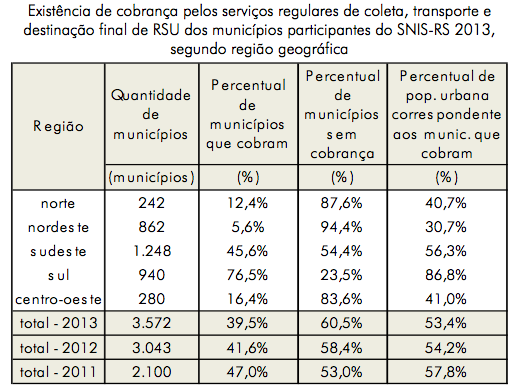 Existência de cobrança pelos serviços regulares de coleta, transporte e
destinação final de RSU dos municípios participantes do SNIS-RS 2013,
segundo região geográfica
Região | Quantidade de municípios | Percentual de municípios que cobram | Percentual de municípios sem cobrança | Percentual de pop. urbana corres pondente aos munic. que cobram
(municípios) | (%) | (%) | (%)
norte | 242 | 12,4% | 87,6% | 40,7%
nordeste | 862 | 5,6% | 94,4% | 30,7%
sudeste | 1.248 | 45,6% | 54,4% | 56,3%
sul | 940 | 76,5% | 23,5% | 86,8%
centro-oeste | 280 | 16,4% | 83,6% | 41,0%
total - 2013 | 3.572 | 39,5% | 60,5% | 53,4%
total - 2012 | 3.043 | 41,6% | 58,4% | 54,2%
total - 2011 | 2.100 | 47,0% | 53,0% | 57,8%